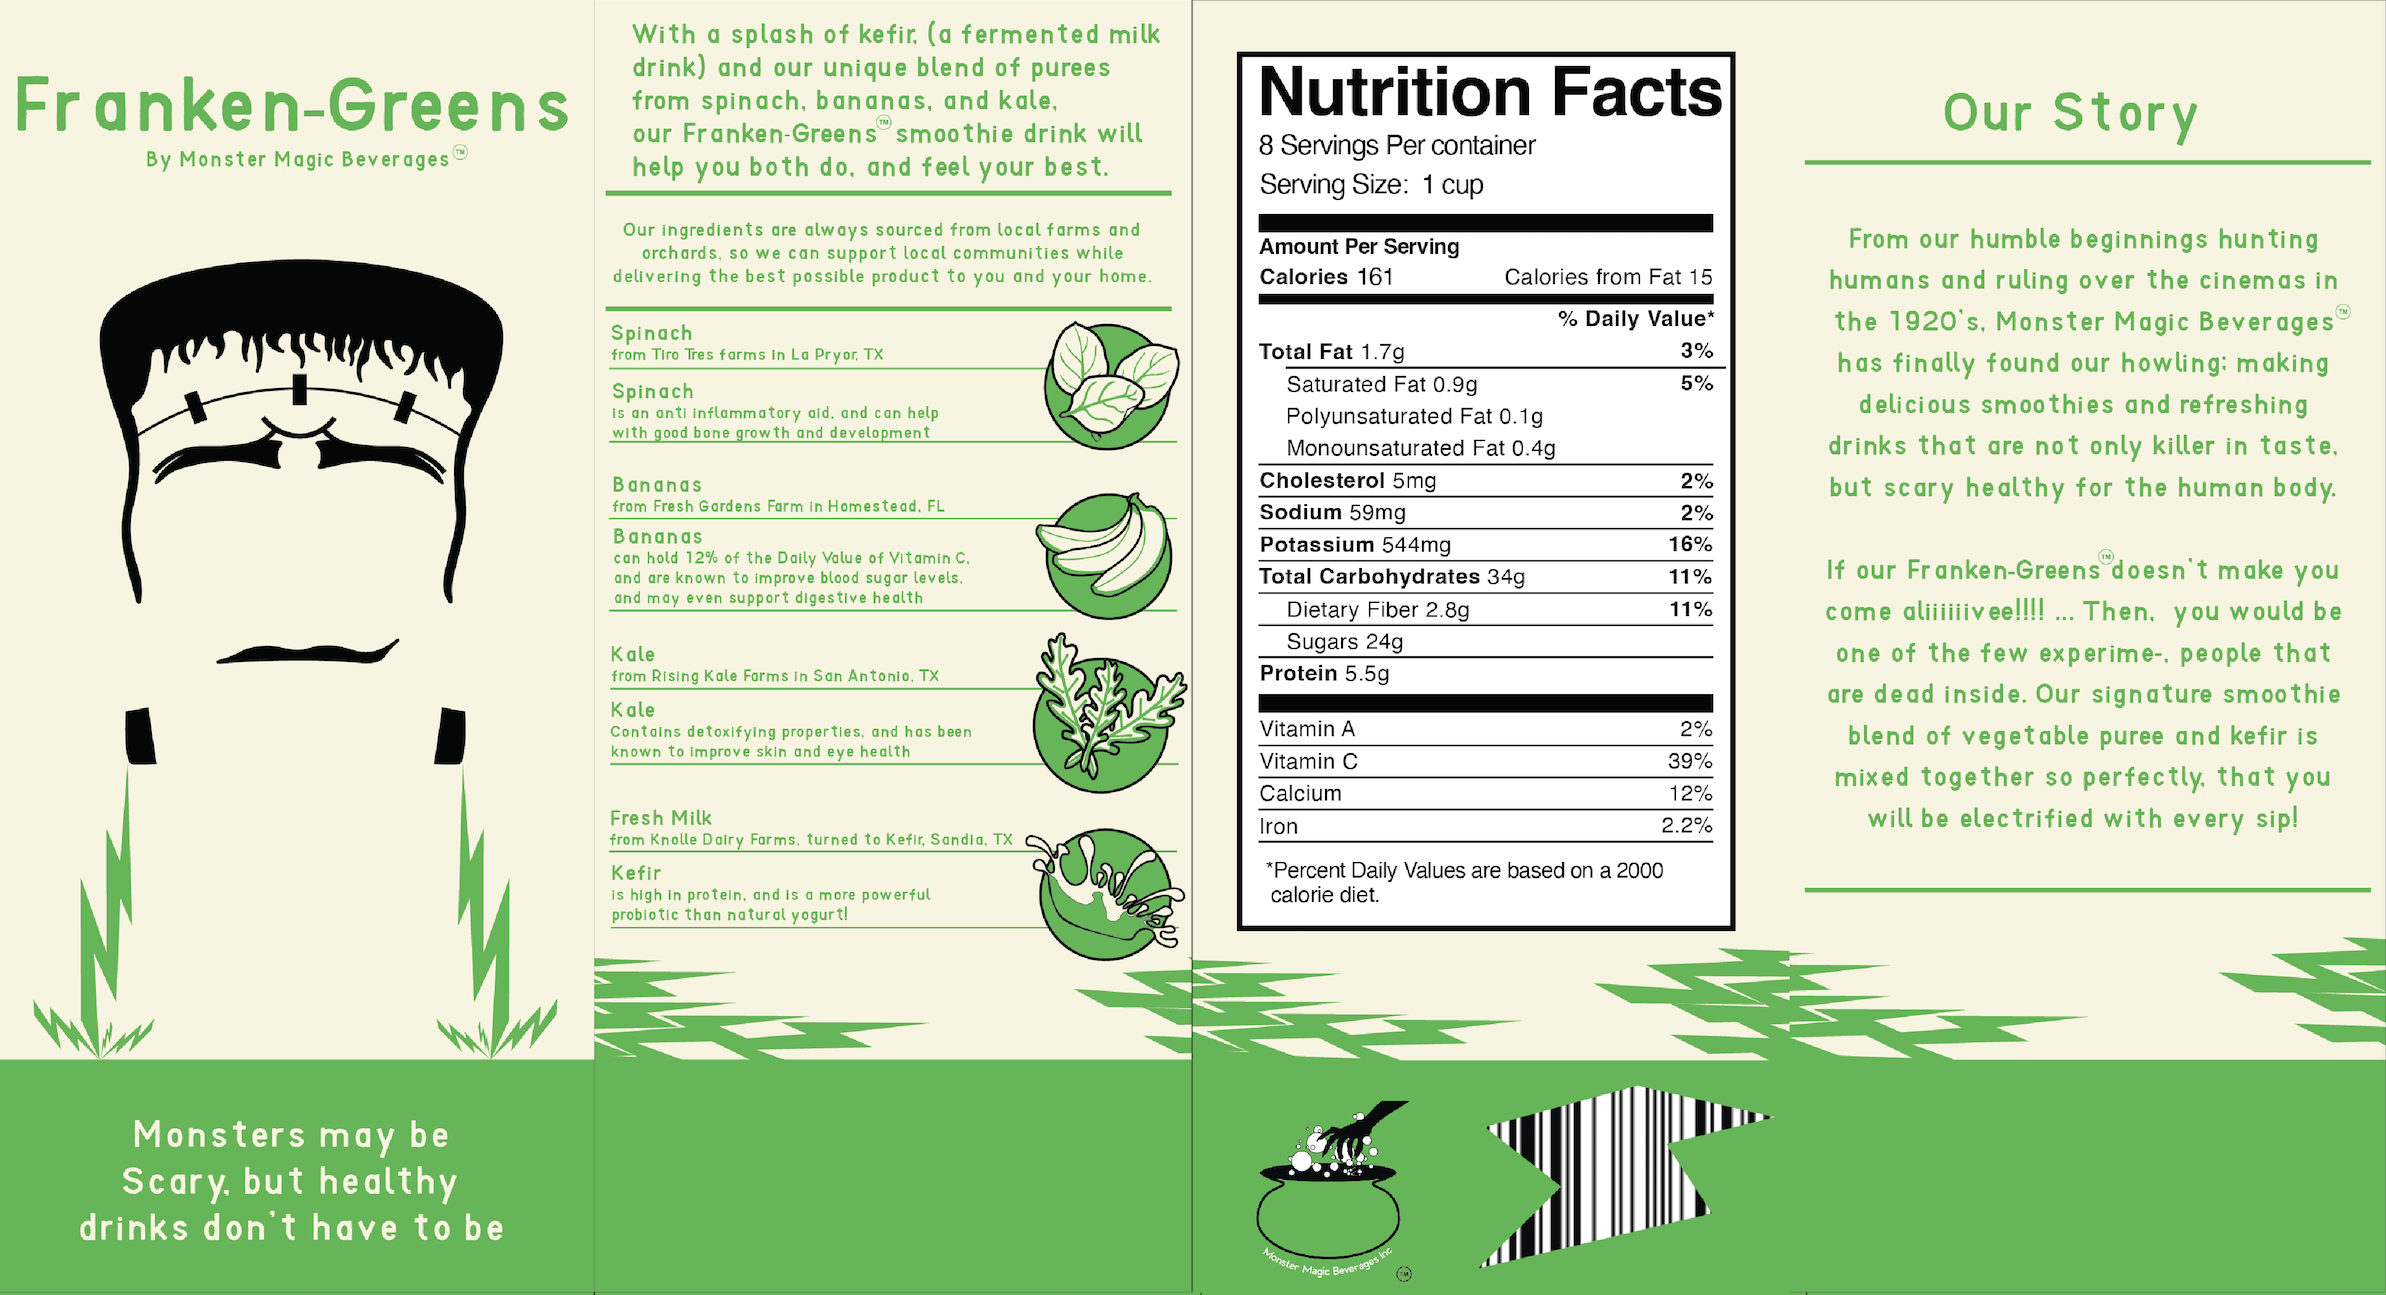 Franken-Greens
By Monster Magic Beverages™
Monsters may be
Scary, but healthy
drinks don't have to be
With a splash of kefir, (a fermented milk
drink) and our unique blend of purees
from spinach, bananas, and kale,
our Franken-Greens™ smoothie drink will
help you both do, and feel your best.
Our ingredients are always sourced from local farms and
orchards, so we can support local communities while
delivering the best possible product to you and your home.
Spinach
from Tiro Tres farms in La Pryor, TX
Spinach
is an anti inflammatory aid, and can help
with good bone growth and development
Bananas
from Fresh Gardens Farm in Homestead, FL
Bananas
can hold 12% of the Daily Value of Vitamin C,
and are known to improve blood sugar levels,
and may even support digestive health
Kale
from Rising Kale Farms in San Antonio, TX
Kale
Contains detoxifying properties, and has been
known to improve skin and eye health
Fresh Milk
from Knolle Dairy Farms, turned to Kefir, Sandia, TX
Kefir
is high in protein, and is a more powerful
probiotic than natural yogurt!
Nutrition Facts
8 Servings Per container
Serving Size: 1 cup
Amount Per Serving
Calories 161 Calories from Fat 15
% Daily Value*
Total Fat 1.7g 3%
Saturated Fat 0.9g 5%
Polyunsaturated Fat 0.1g
Monounsaturated Fat 0.4g
Cholesterol 5mg 2%
Sodium 59mg 2%
Potassium 544mg 16%
Total Carbohydrates 34g 11%
Dietary Fiber 2.8g 11%
Sugars 24g
Protein 5.5g
Vitamin A 2%
Vitamin C 39%
Calcium 12%
Iron 2.2%
*Percent Daily Values are based on a 2000
calorie diet.
Monster Magic Beverages Inc
™
Our Story
From our humble beginnings hunting
humans and ruling over the cinemas in
the 1920's, Monster Magic Beverages™
has finally found our howling; making
delicious smoothies and refreshing
drinks that are not only killer in taste,
but scary healthy for the human body.
If our Franken-Greens™ doesn't make you
come aliiiiiivee!!!! ... Then, you would be
one of the few experime-, people that
are dead inside. Our signature smoothie
blend of vegetable puree and kefir is
mixed together so perfectly, that you
will be electrified with every sip!